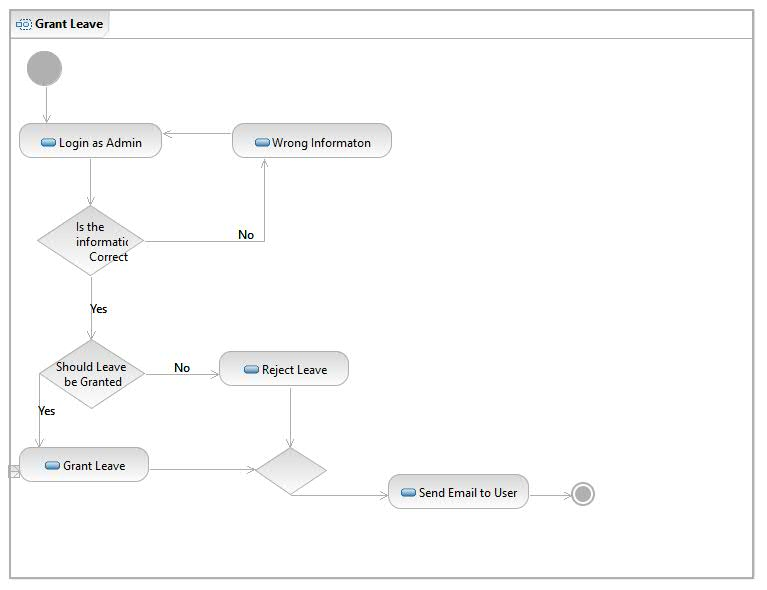 Grant Leave
Login as Admin
Wrong Informaton
Is the
informatic
Correct
No
Yes
Should Leave
be Granted
No
Reject Leave
Yes
Grant Leave
Send Email to User